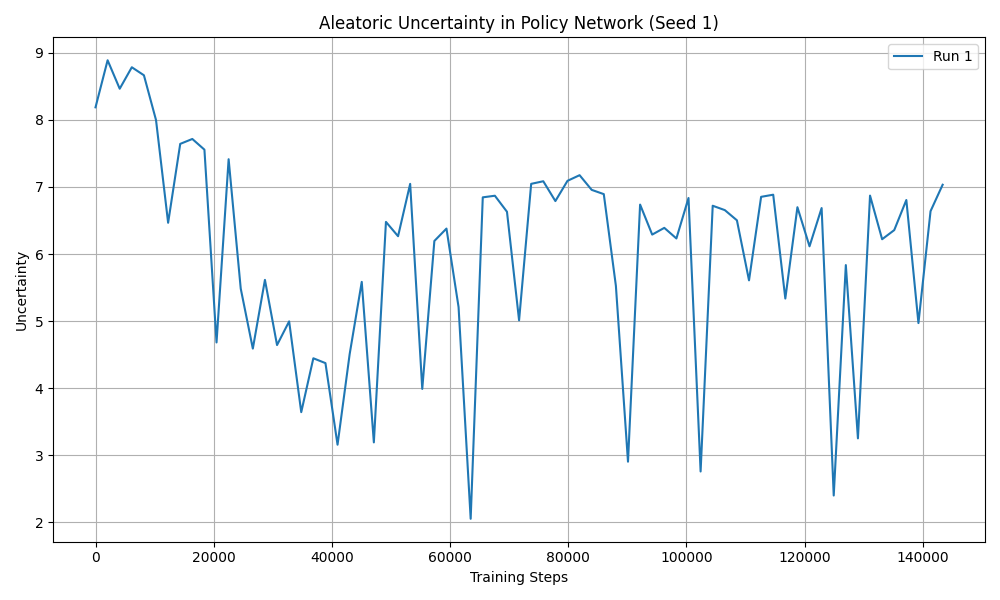 Aleatoric Uncertainty in Policy Network (Seed 1)
Run 1
Uncertainty
9
8
7
6
5
4
3
2
0 20000 40000 60000 80000 100000 120000 140000
Training Steps